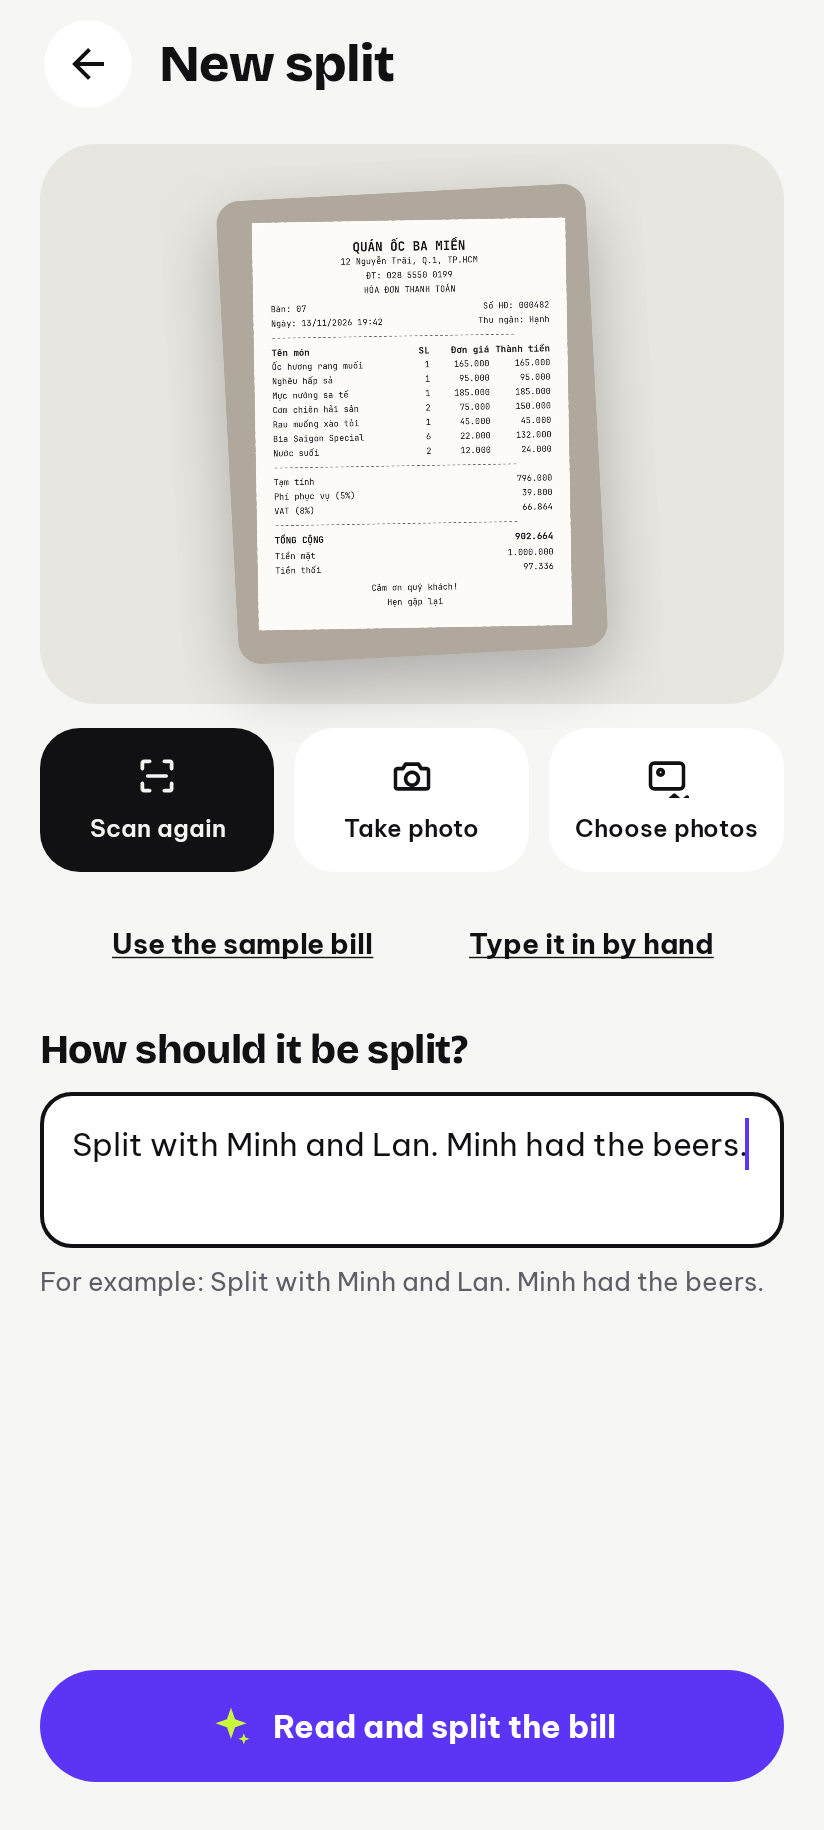 New split
QUÁN ỐC BA MIỀN
12 Nguyễn Trãi, Q.1, TP.HCM
ĐT: 028 5550 0199
HÓA ĐƠN THANH TOÁN
Bàn: 07 Số HĐ: 000482
Ngày: 13/11/2026 19:42 Thu ngân: Hạnh
Tên món SL Đơn giá Thành tiền
Ốc hương rang muối 1 165.000 165.000
Nghêu hấp sả 1 95.000 95.000
Mực nướng sa tế 1 185.000 185.000
Cơm chiên hải sản 2 75.000 150.000
Rau muống xào tỏi 1 45.000 45.000
Bia Saigon Special 6 22.000 132.000
Nước suối 2 12.000 24.000
Tạm tính 796.000
Phí phục vụ (5%) 39.800
VAT (8%) 66.864
TỔNG CỘNG 902.664
Tiền mặt 1.000.000
Tiền thối 97.336
Cảm ơn quý khách!
Hẹn gặp lại
Scan again
Take photo
Choose photos
Use the sample bill
Type it in by hand
How should it be split?
Split with Minh and Lan. Minh had the beers.
For example: Split with Minh and Lan. Minh had the beers.
Read and split the bill